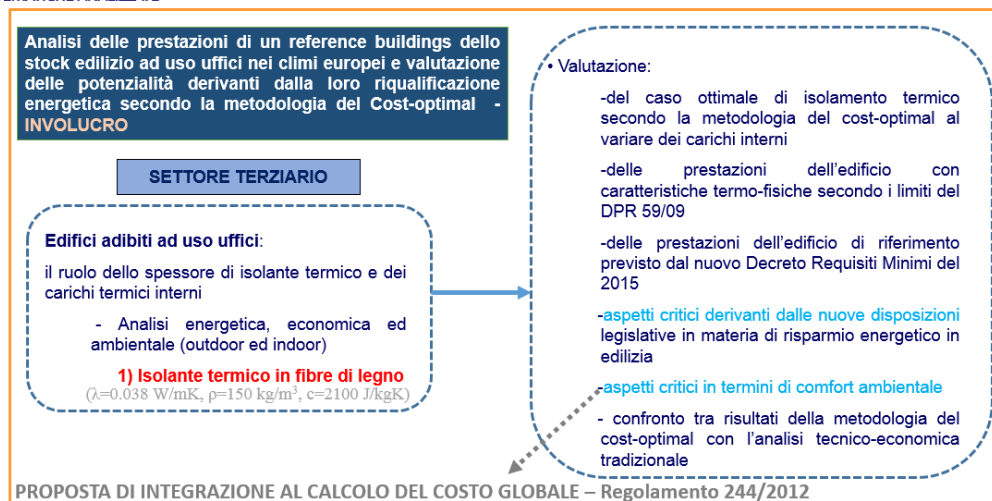 Analisi delle prestazioni di un reference buildings dello
stock edilizio ad uso uffici nei climi europei e valutazione
delle potenzialità derivanti dalla loro riqualificazione
energetica secondo la metodologia del Cost-optimal -
INVOLUCRO
SETTORE TERZIARIO
Edifici adibiti ad uso uffici:
il ruolo dello spessore di isolante termico e dei
carichi termici interni
- Analisi energetica, economica ed
ambientale (outdoor ed indoor)
1) Isolante termico in fibre di legno
(λ=0.038 W/mK, ρ=150 kg/m³, c=2100 J/kgK)
• Valutazione:
-del caso ottimale di isolamento termico
secondo la metodologia del cost-optimal al
variare dei carichi interni
-delle prestazioni dell'edificio con
caratteristiche termo-fisiche secondo i limiti del
DPR 59/09
-delle prestazioni dell'edificio di riferimento
previsto dal nuovo Decreto Requisiti Minimi del
2015
-aspetti critici derivanti dalle nuove disposizioni
legislative in materia di risparmio energetico in
edilizia
-aspetti critici in termini di comfort ambientale
- confronto tra risultati della metodologia del
cost-optimal con l'analisi tecnico-economica
tradizionale
PROPOSTA DI INTEGRAZIONE AL CALCOLO DEL COSTO GLOBALE – Regolamento 244/2012